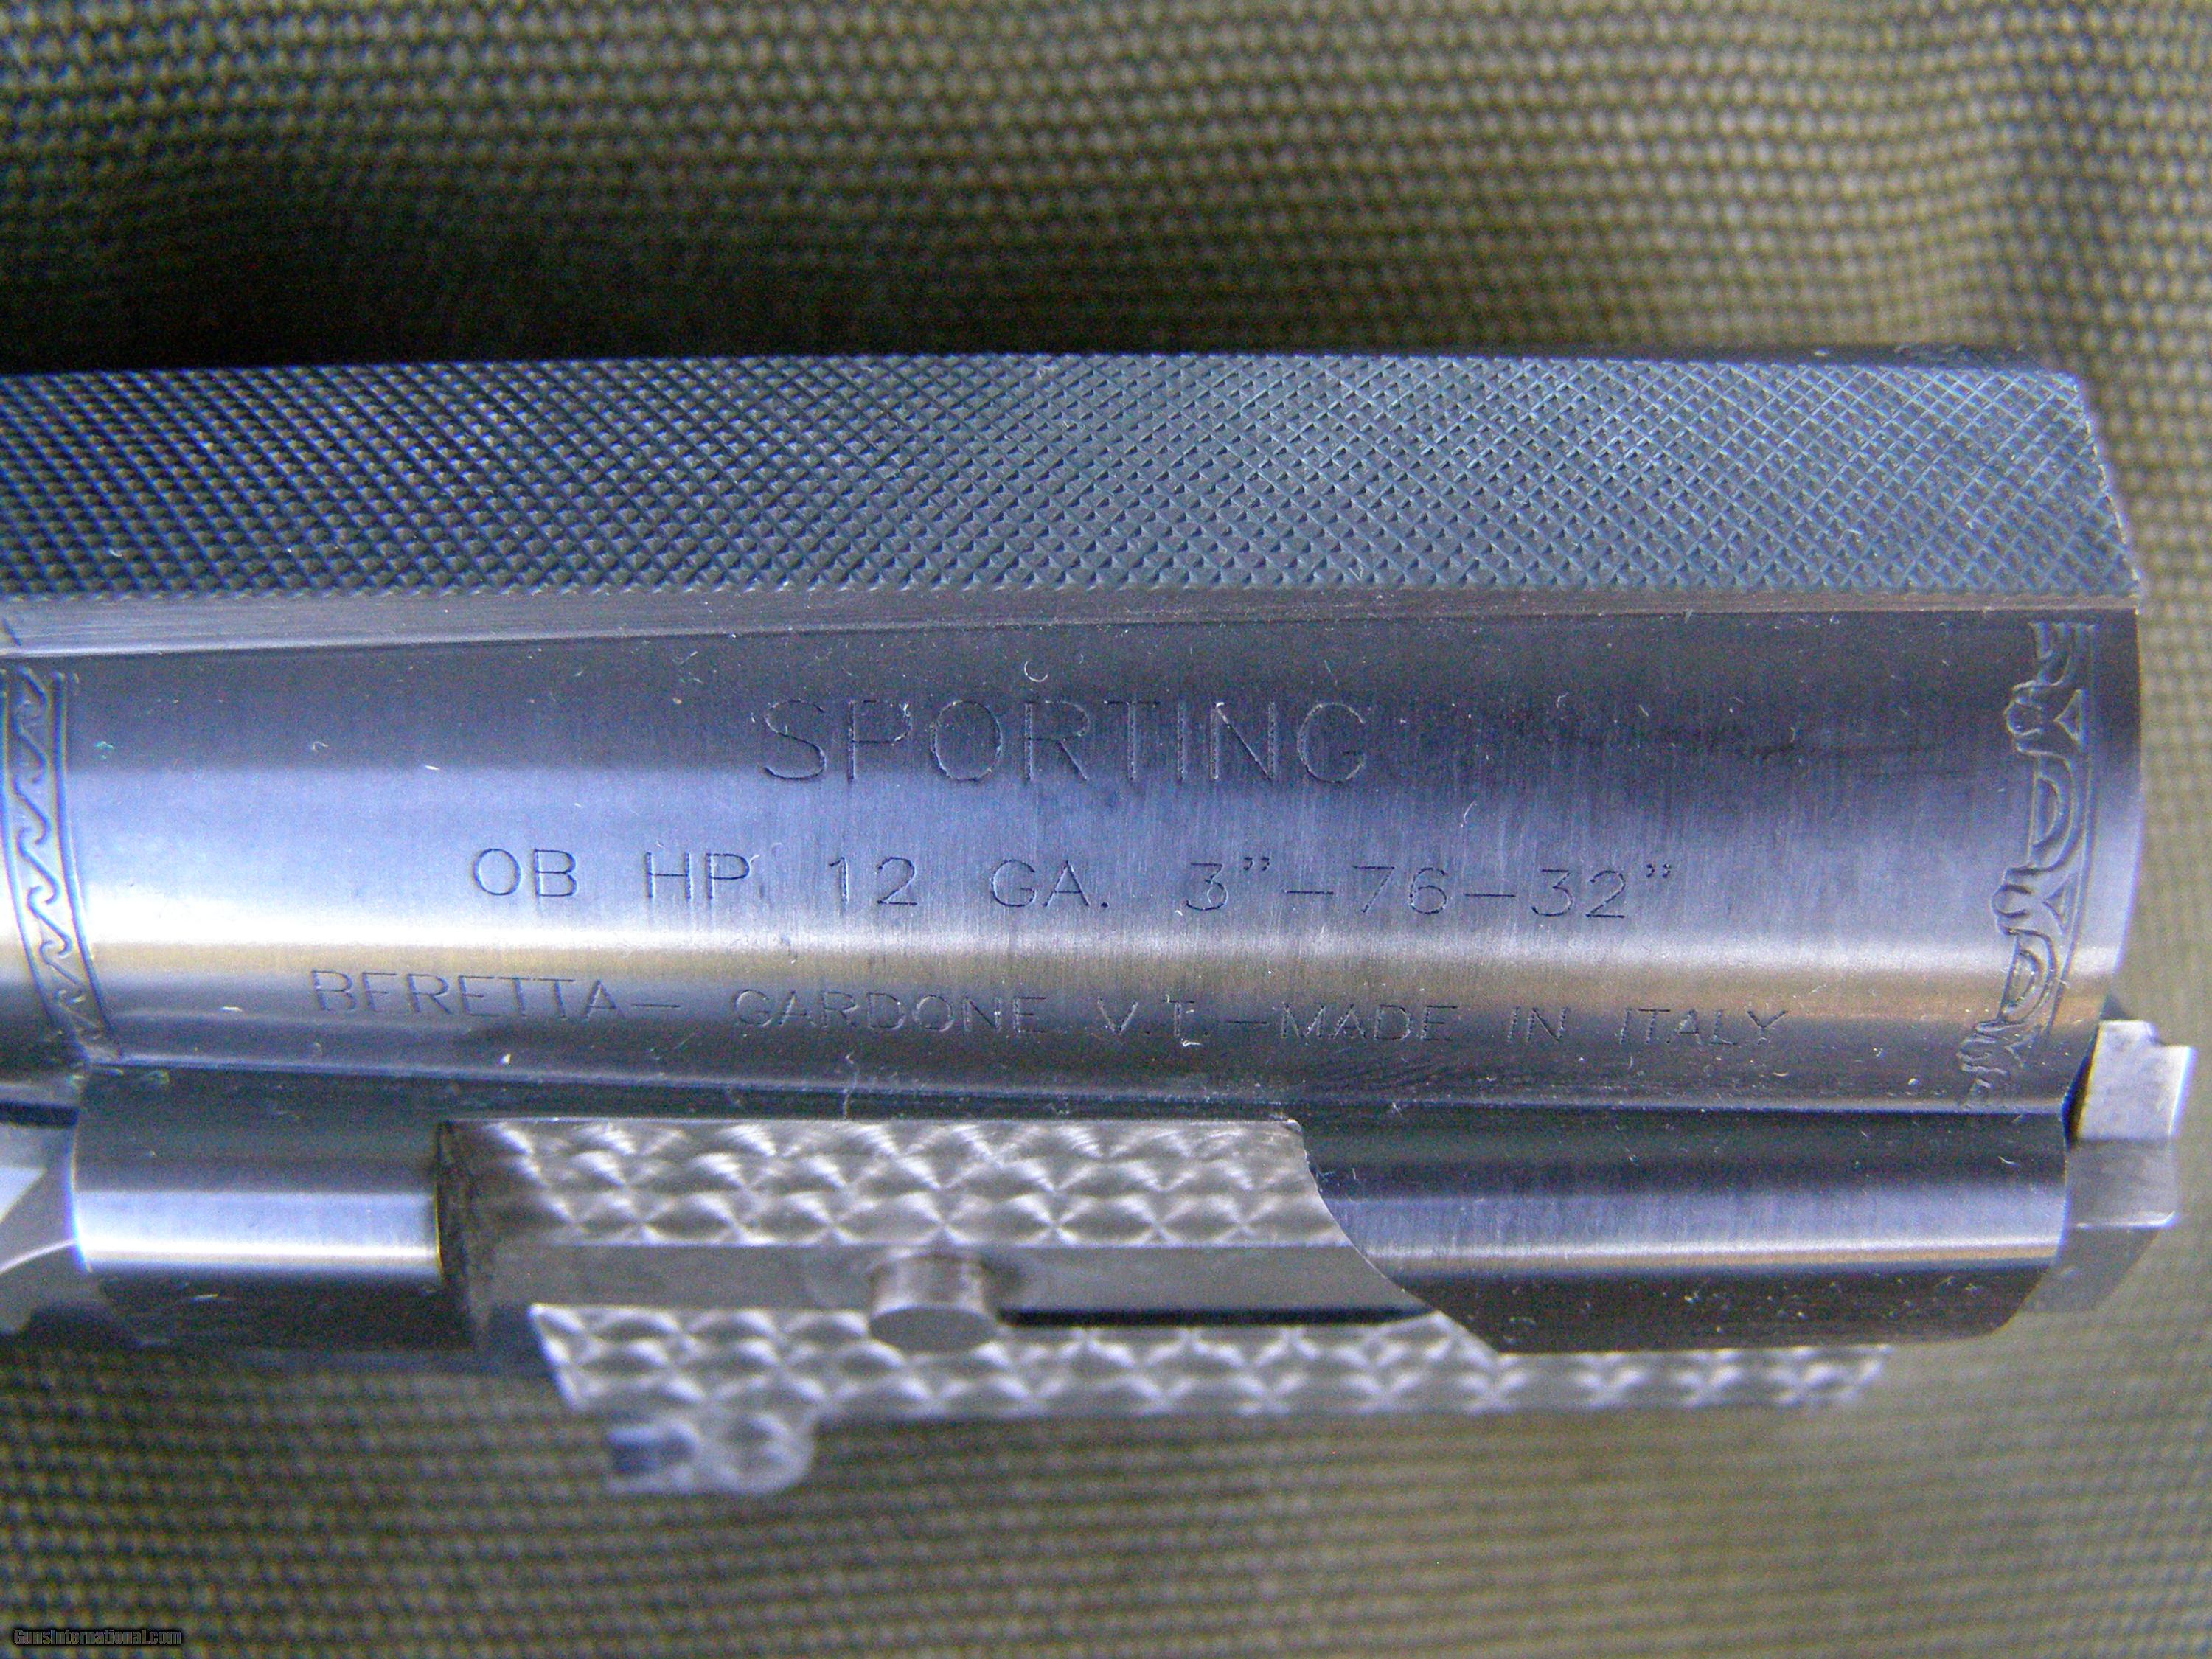 SPORTING
OB HP 12 GA. 3"-76-32"
BERETTA- GARDONE V.T.-MADE IN ITALY
GunsInternational.com